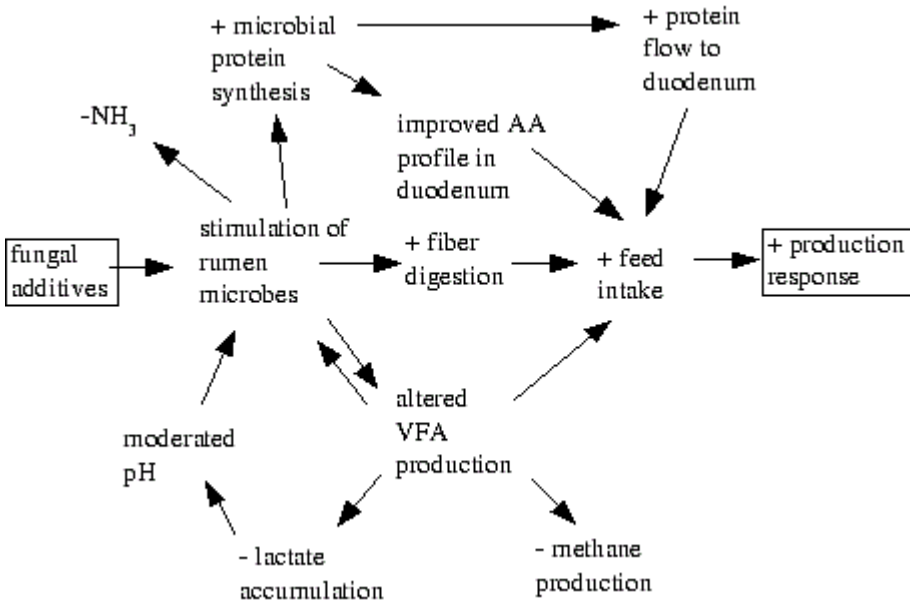 + microbial
protein
synthesis
+ protein
flow to
duodenum
-NH3
improved AA
profile in
duodenum
fungal
additives
stimulation of
rumen
microbes
+ fiber
digestion
+ feed
intake
+ production
response
moderated
pH
altered
VFA
production
- lactate
accumulation
- methane
production